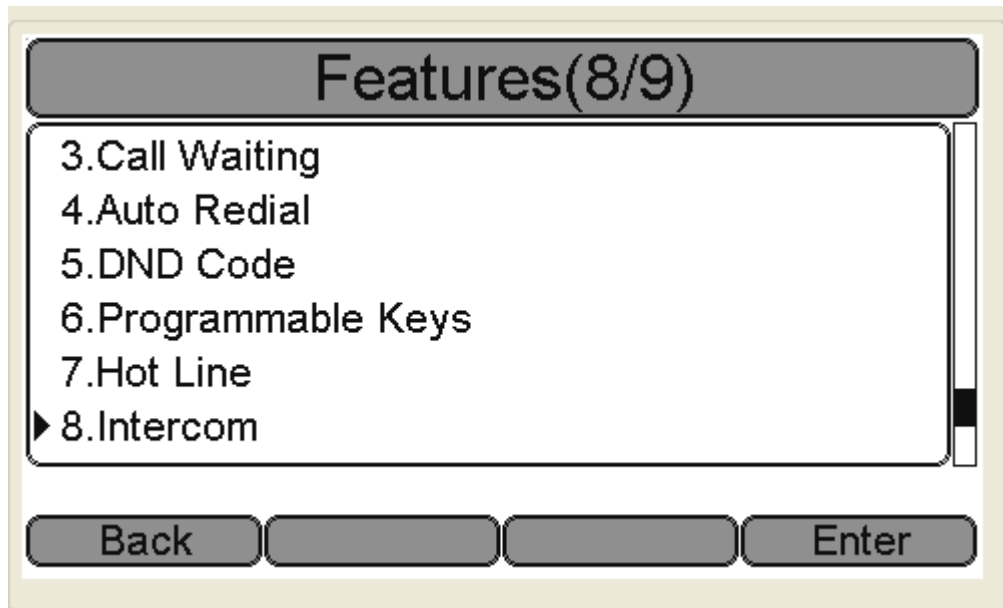 Features(8/9)
3.Call Waiting
4.Auto Redial
5.DND Code
6.Programmable Keys
7.Hot Line
8.Intercom
Back
Enter